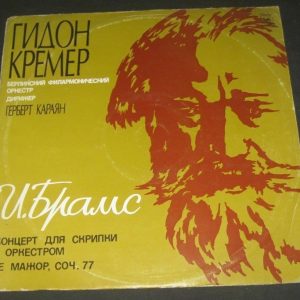 ГИДОН
КРЕМЕР
БЕРЛИНСКИЙ ФИЛАРМОНИЧЕСКИЙ
ОРКЕСТР
ДИРИЖЕР
ГЕРБЕРТ КАРАЯН
И. Брамс
КОНЦЕРТ ДЛЯ СКРИПКИ
С ОРКЕСТРОМ
РЕ МАЖОР, СОЧ. 77